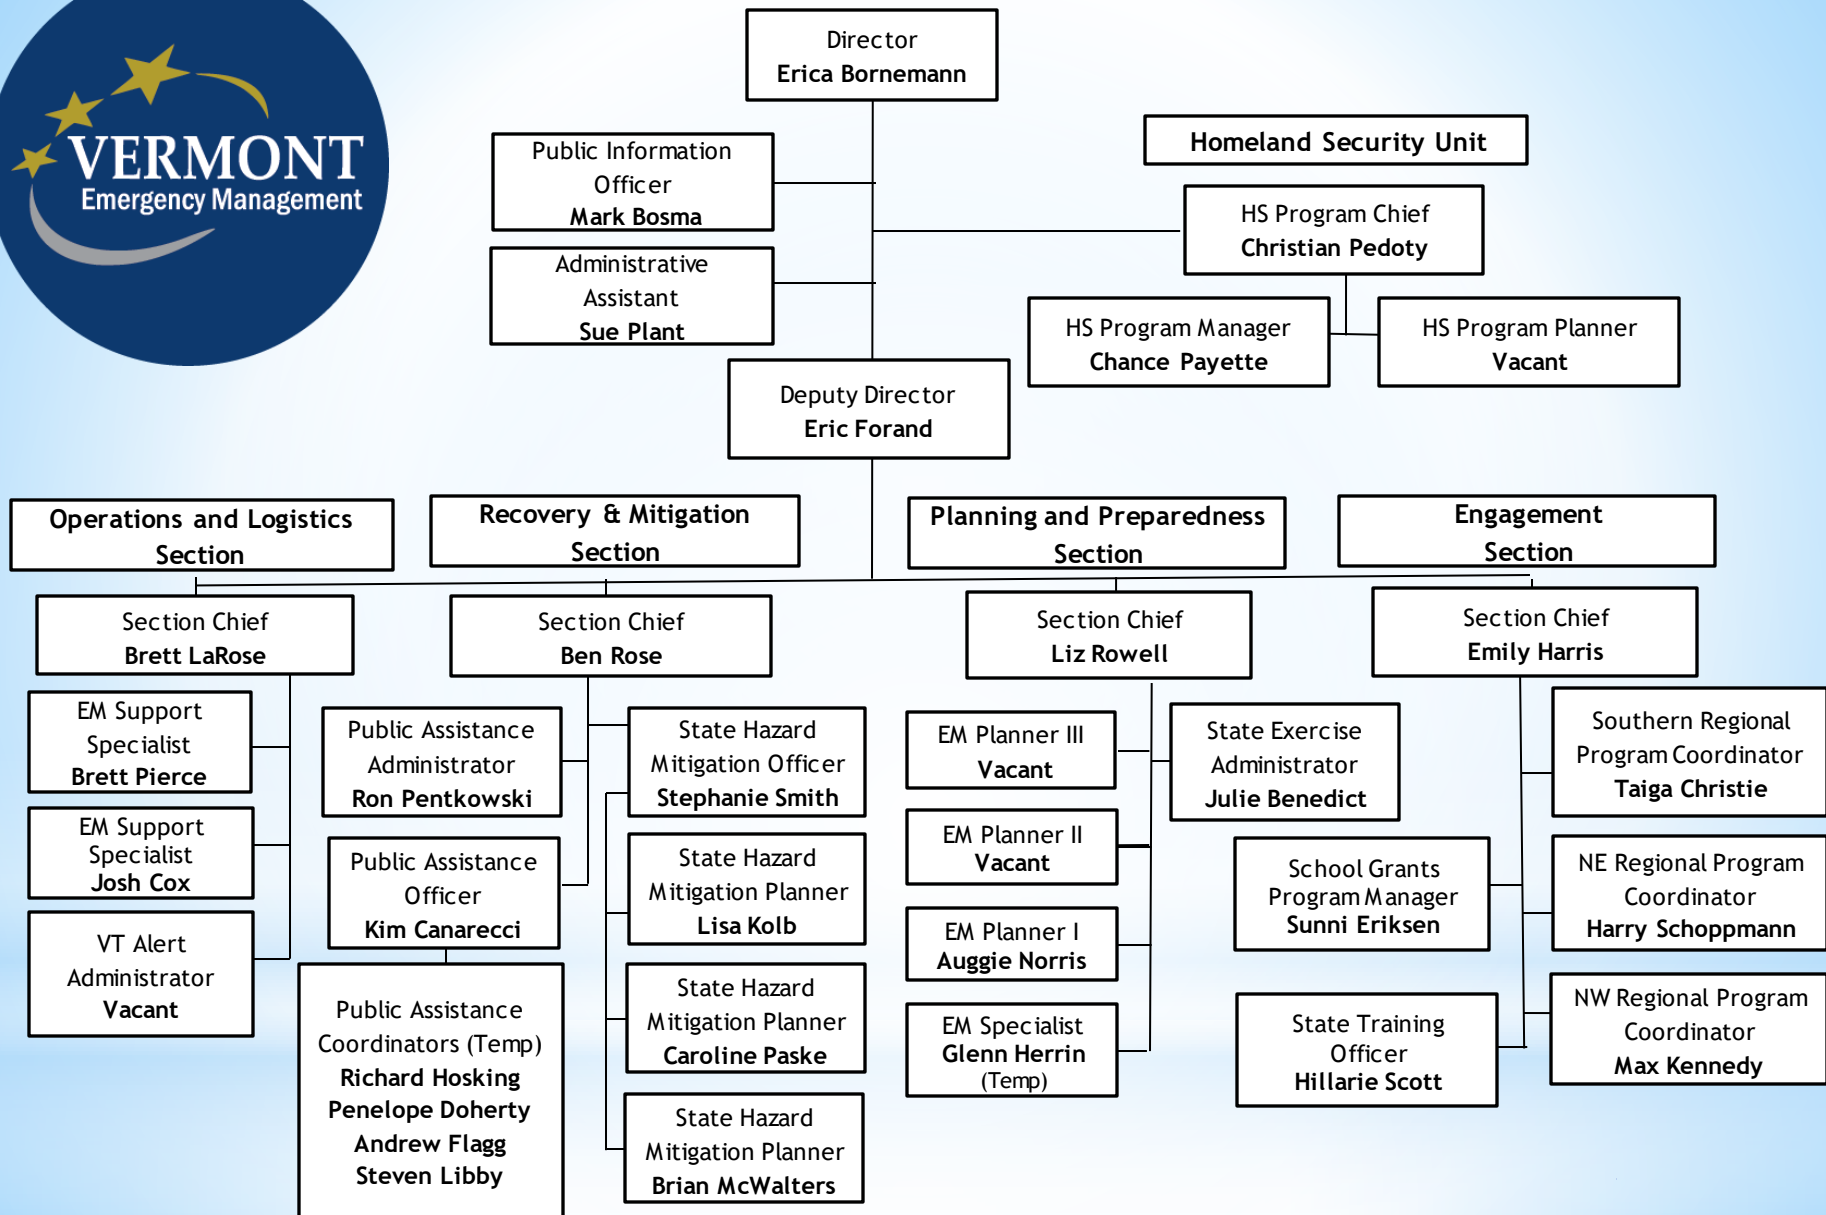 VERMONT
Emergency Management
Director
Erica Bornemann
Public Information
Officer
Mark Bosma
Administrative
Assistant
Sue Plant
Homeland Security Unit
HS Program Chief
Christian Pedoty
HS Program Manager
Chance Payette
HS Program Planner
Vacant
Deputy Director
Eric Forand
Operations and Logistics
Section
Recovery & Mitigation
Section
Planning and Preparedness
Section
Engagement
Section
Section Chief
Brett LaRose
Section Chief
Ben Rose
Section Chief
Liz Rowell
Section Chief
Emily Harris
EM Support
Specialist
Brett Pierce
EM Support
Specialist
Josh Cox
VT Alert
Administrator
Vacant
Public Assistance
Administrator
Ron Pentkowski
Public Assistance
Officer
Kim Canarecci
Public Assistance
Coordinators (Temp)
Richard Hosking
Penelope Doherty
Andrew Flagg
Steven Libby
State Hazard
Mitigation Officer
Stephanie Smith
State Hazard
Mitigation Planner
Lisa Kolb
State Hazard
Mitigation Planner
Caroline Paske
State Hazard
Mitigation Planner
Brian McWalters
EM Planner III
Vacant
EM Planner II
Vacant
EM Planner I
Auggie Norris
EM Specialist
Glenn Herrin
(Temp)
State Exercise
Administrator
Julie Benedict
School Grants
Program Manager
Sunni Eriksen
State Training
Officer
Hillarie Scott
Southern Regional
Program Coordinator
Taiga Christie
NE Regional Program
Coordinator
Harry Schoppmann
NW Regional Program
Coordinator
Max Kennedy